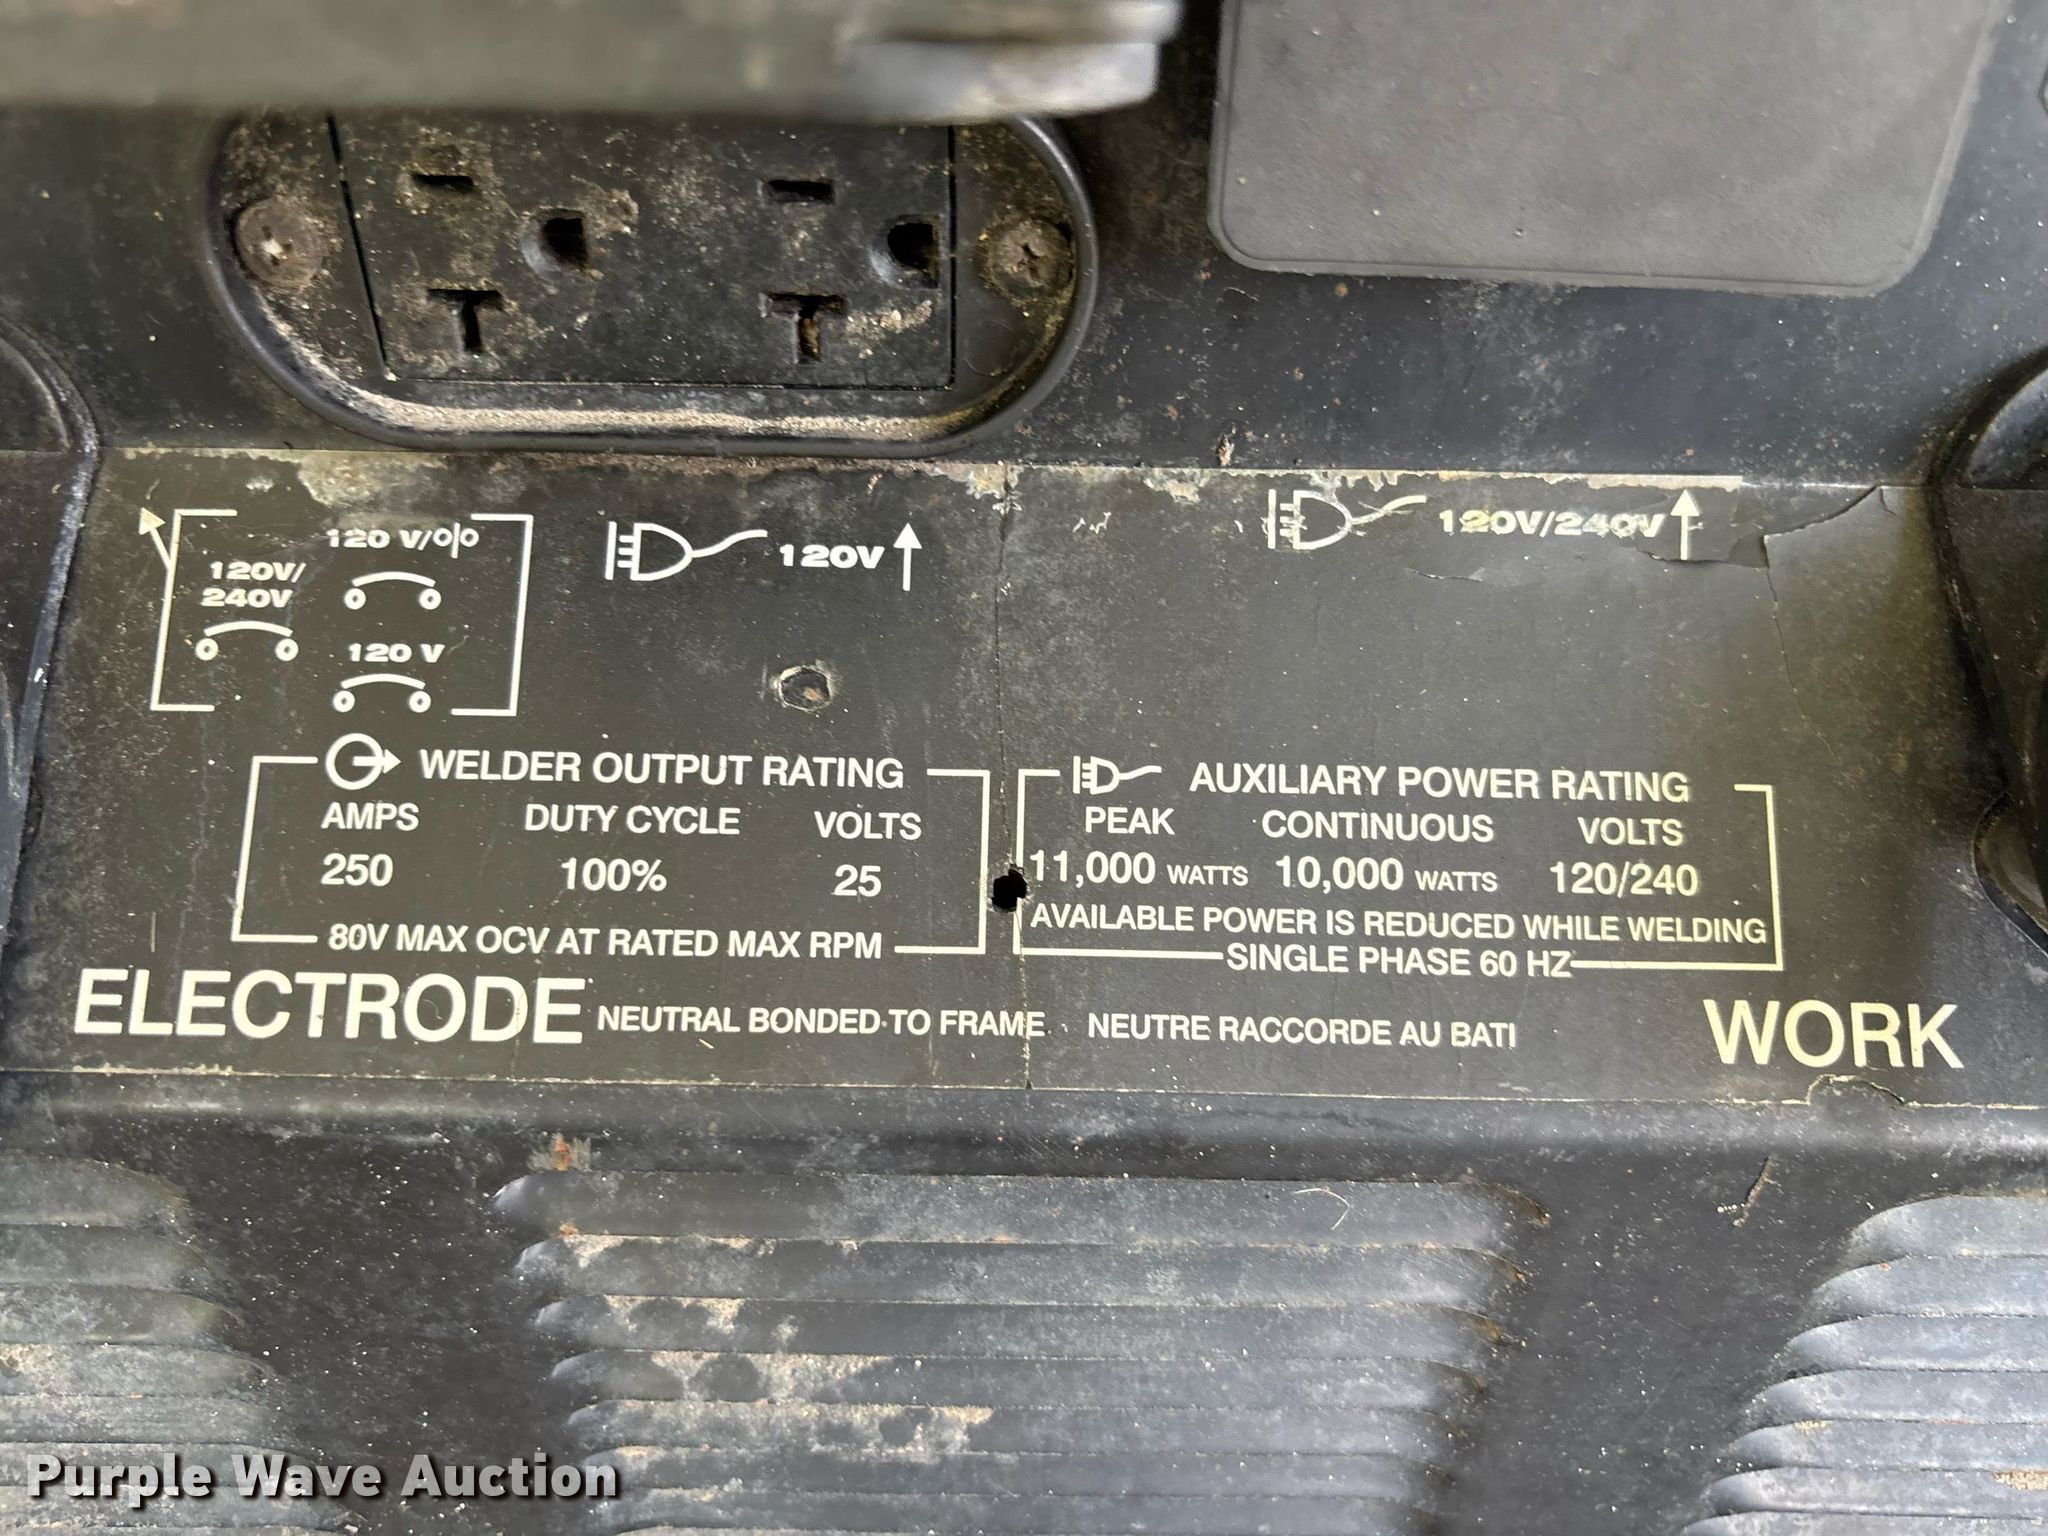 120 V/
120V/
240V
120 V
120V
120V/240V
WELDER OUTPUT RATING
AMPS DUTY CYCLE VOLTS
250 100% 25
80V MAX OCV AT RATED MAX RPM
AUXILIARY POWER RATING
PEAK CONTINUOUS VOLTS
11,000 WATTS 10,000 WATTS 120/240
AVAILABLE POWER IS REDUCED WHILE WELDING
SINGLE PHASE 60 HZ
ELECTRODE NEUTRAL BONDED TO FRAME NEUTRE RACCORDE AU BATI WORK
Purple Wave Auction